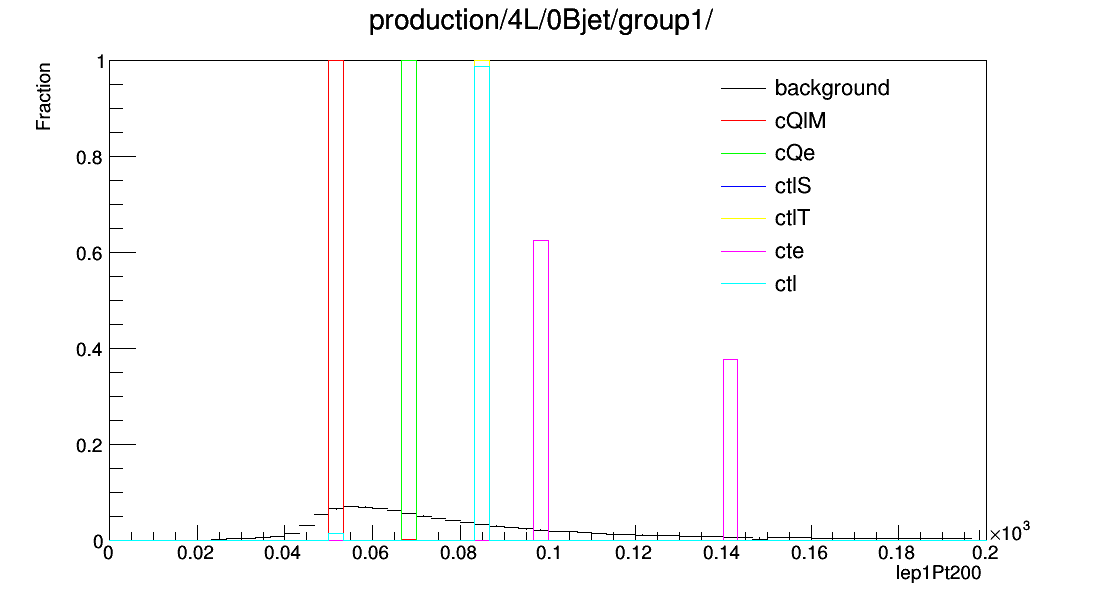 production/4L/0Bjet/group1/
Fraction
1
0.8
0.6
0.4
0.2
0
background
cQlM
cQe
ctlS
ctlT
cte
ctl
0 0.02 0.04 0.06 0.08 0.1 0.12 0.14 0.16 0.18 0.2
×10³
lep1Pt200